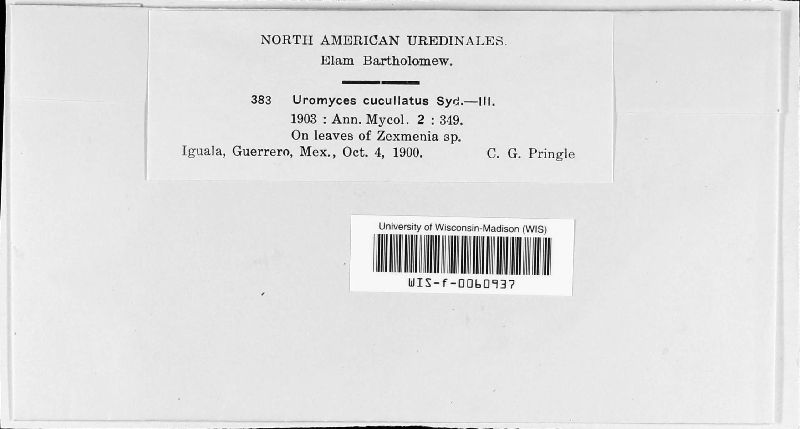 NORTH AMERICAN UREDINALES.
Elam Bartholomew.
383 Uromyces cucullatus Syd.—III.
1903 : Ann. Mycol. 2 : 349.
On leaves of Zexmenia sp.
Iguala, Guerrero, Mex., Oct. 4, 1900. C. G. Pringle
University of Wisconsin-Madison (WIS)
WIS-f-0060937